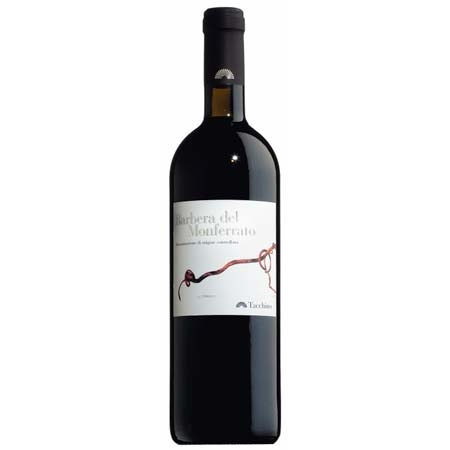 Barbera del
Monferrato
Denominazione di origine controllata
Tacchino